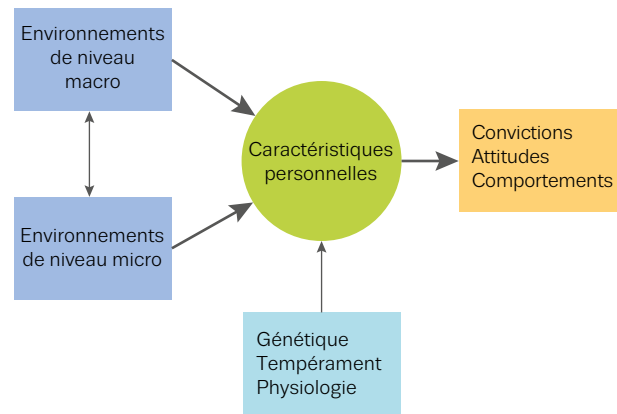 Environnements
de niveau
macro
Environnements
de niveau micro
Caractéristiques
personnelles
Convictions
Attitudes
Comportements
Génétique
Tempérament
Physiologie